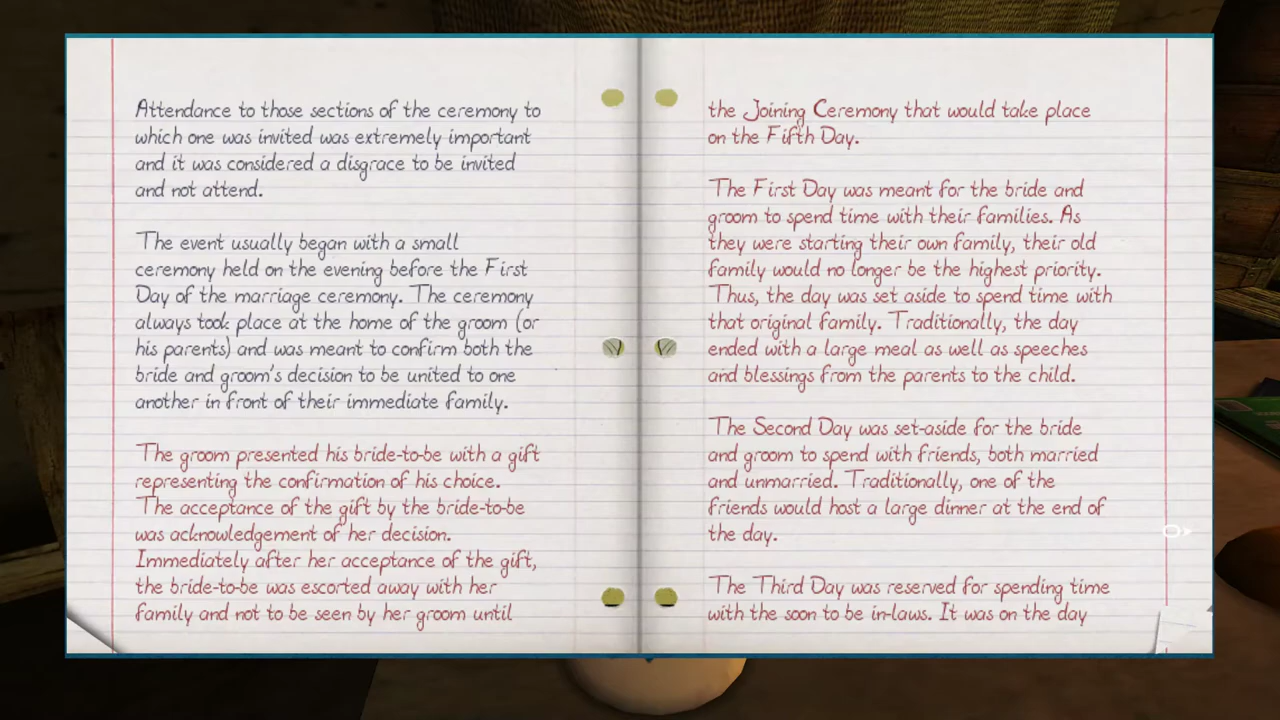 Attendance to those sections of the ceremony to
which one was invited was extremely important
and it was considered a disgrace to be invited
and not attend.
The event usually began with a small
ceremony held on the evening before the First
Day of the marriage ceremony. The ceremony
always took place at the home of the groom (or
his parents) and was meant to confirm both the
bride and groom's decision to be united to one
another in front of their immediate family.
The groom presented his bride-to-be with a gift
representing the confirmation of his choice.
The acceptance of the gift by the bride-to-be
was acknowledgement of her decision.
Immediately after her acceptance of the gift,
the bride-to-be was escorted away with her
family and not to be seen by her groom until
the Joining Ceremony that would take place
on the Fifth Day.
The First Day was meant for the bride and
groom to spend time with their families. As
they were starting their own family, their old
family would no longer be the highest priority.
Thus, the day was set aside to spend time with
that original family. Traditionally, the day
ended with a large meal as well as speeches
and blessings from the parents to the child.
The Second Day was set-aside for the bride
and groom to spend with friends, both married
and unmarried. Traditionally, one of the
friends would host a large dinner at the end of
the day.
The Third Day was reserved for spending time
with the soon to be in-laws. It was on the day